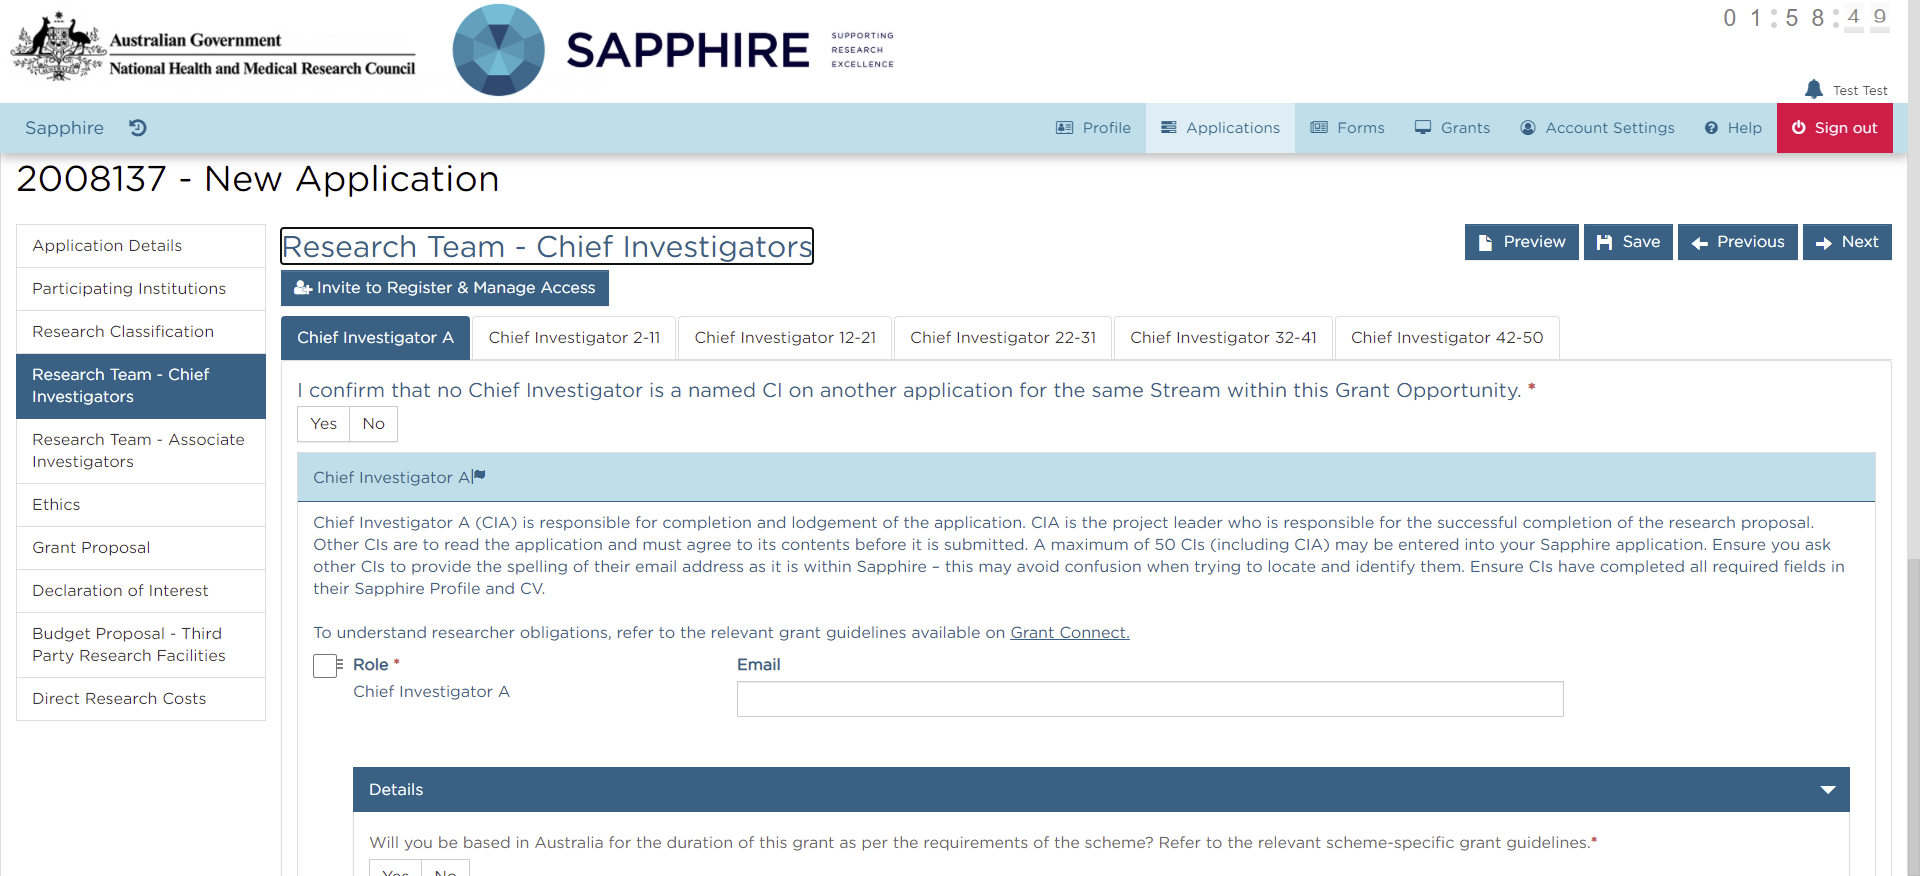 Australian Government
National Health and Medical Research Council
SAPPHIRE
SUPPORTING
RESEARCH
EXCELLENCE
01:58:49
Test Test
Sapphire
Profile
Applications
Forms
Grants
Account Settings
Help
Sign out
2008137 - New Application
Application Details
Participating Institutions
Research Classification
Research Team - Chief
Investigators
Research Team - Associate
Investigators
Ethics
Grant Proposal
Declaration of Interest
Budget Proposal - Third
Party Research Facilities
Direct Research Costs
Research Team - Chief Investigators
Preview
Save
Previous
Next
Invite to Register & Manage Access
Chief Investigator A
Chief Investigator 2-11
Chief Investigator 12-21
Chief Investigator 22-31
Chief Investigator 32-41
Chief Investigator 42-50
I confirm that no Chief Investigator is a named CI on another application for the same Stream within this Grant Opportunity. *
Yes No
Chief Investigator A
Chief Investigator A (CIA) is responsible for completion and lodgement of the application. CIA is the project leader who is responsible for the successful completion of the research proposal.
Other CIs are to read the application and must agree to its contents before it is submitted. A maximum of 50 CIs (including CIA) may be entered into your Sapphire application. Ensure you ask
other CIs to provide the spelling of their email address as it is within Sapphire – this may avoid confusion when trying to locate and identify them. Ensure CIs have completed all required fields in
their Sapphire Profile and CV.
To understand researcher obligations, refer to the relevant grant guidelines available on Grant Connect.
Role *
Chief Investigator A
Email
Details
Will you be based in Australia for the duration of this grant as per the requirements of the scheme? Refer to the relevant scheme-specific grant guidelines.*
Yes No